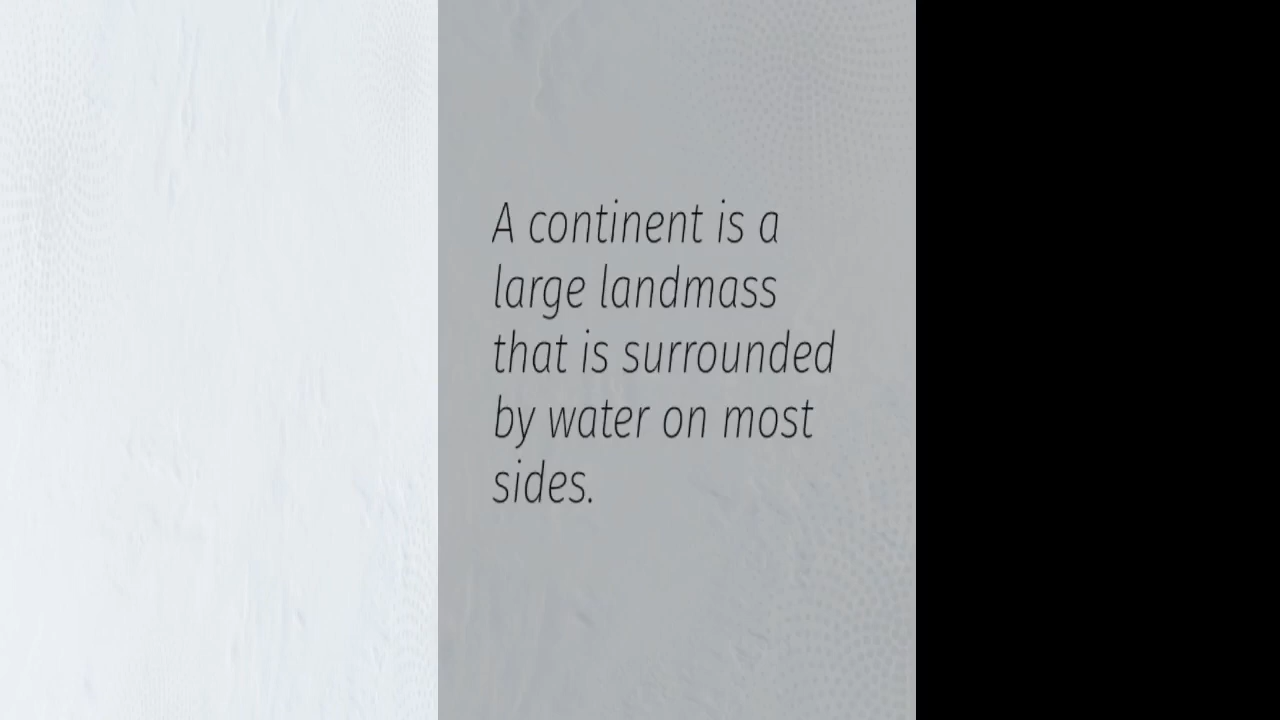 A continent is a
large landmass
that is surrounded
by water on most
sides.